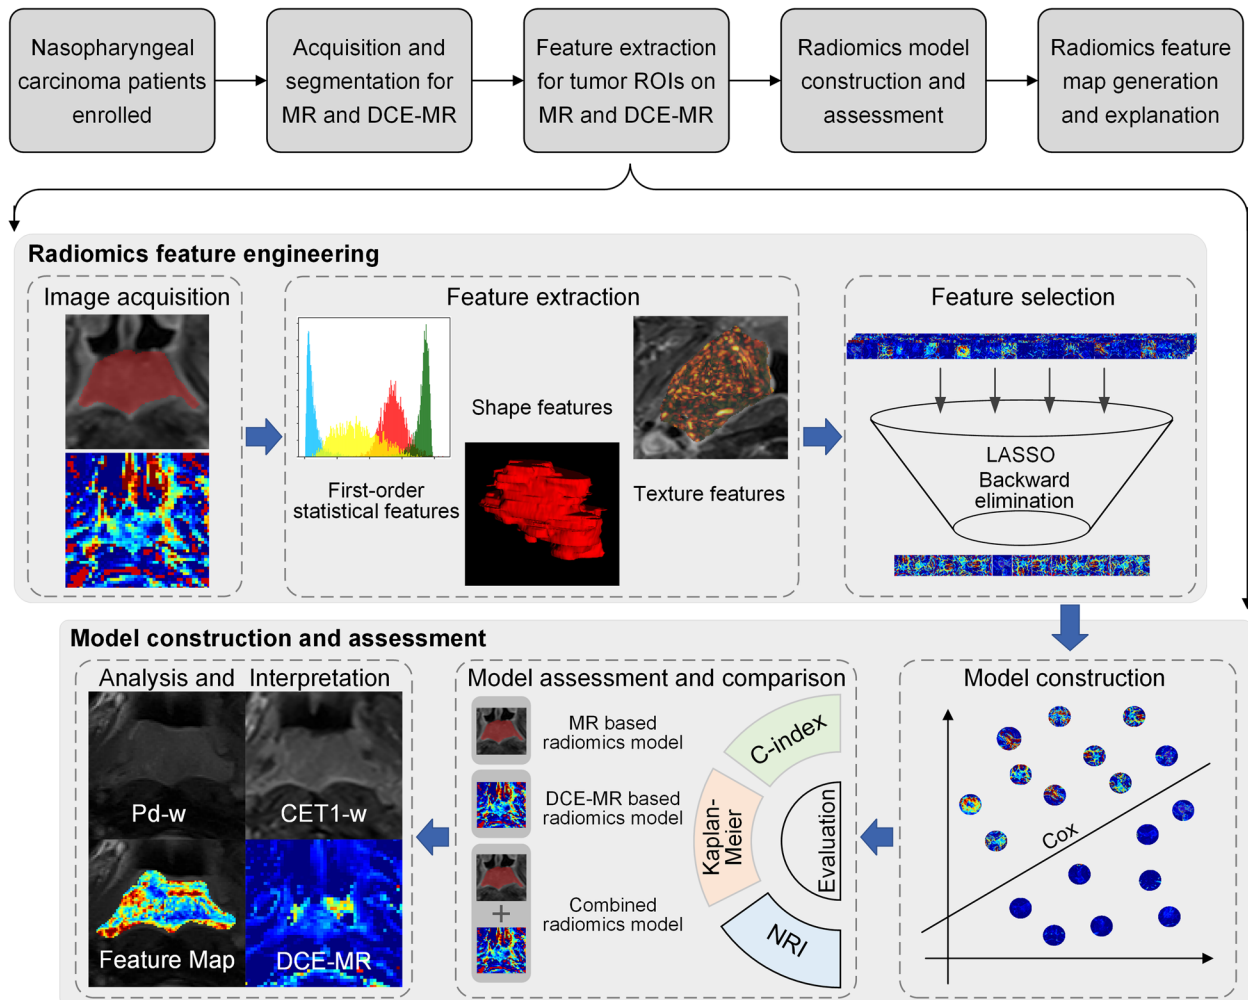 Nasopharyngeal
carcinoma patients
enrolled
Acquisition and
segmentation for
MR and DCE-MR
Feature extraction
for tumor ROIs on
MR and DCE-MR
Radiomics model
construction and
assessment
Radiomics feature
map generation
and explanation
Radiomics feature engineering
Image acquisition
Feature extraction
First-order
statistical features
Shape features
Texture features
Feature selection
LASSO
Backward
elimination
Model construction and assessment
Analysis and Interpretation
Pd-w
CET1-w
Feature Map
DCE-MR
Model assessment and comparison
MR based
radiomics model
DCE-MR based
radiomics model
+
Combined
radiomics model
C-index
Kaplan-
Meier
NRI
Evaluation
Model construction
Cox